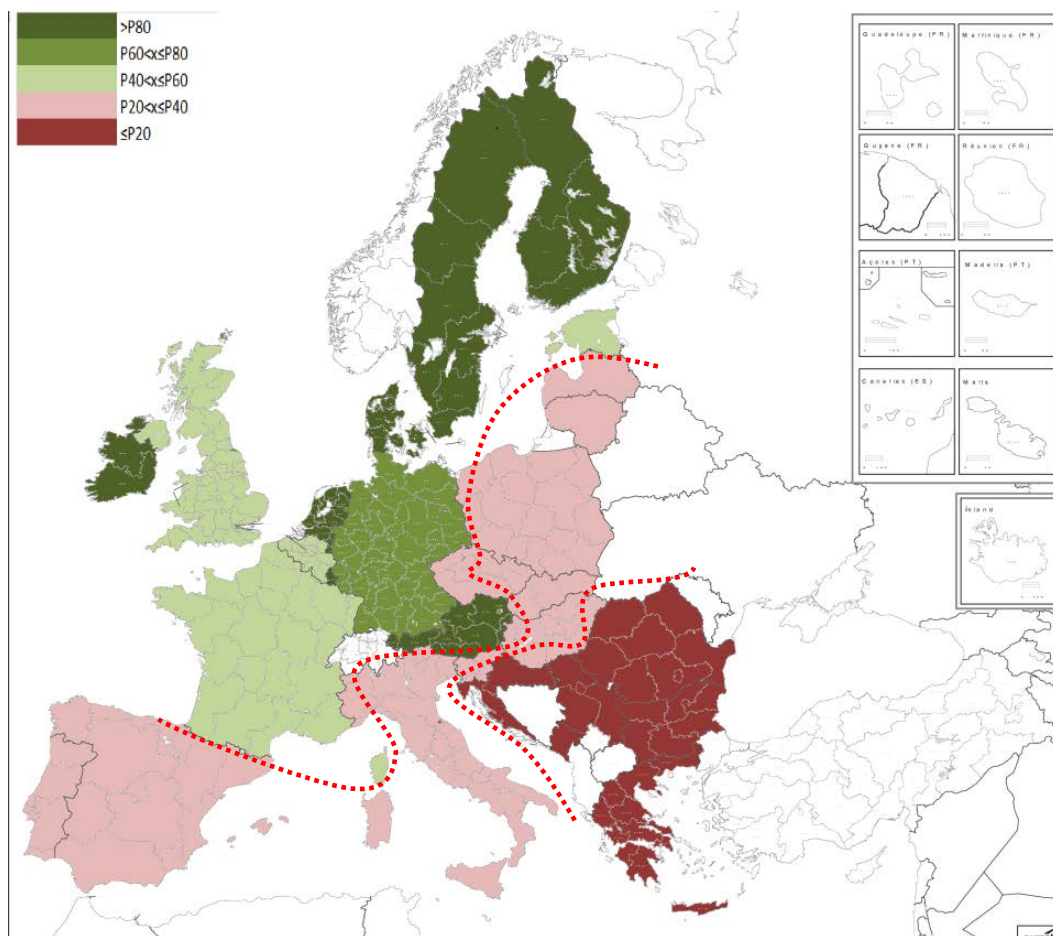 >P80
P60<x≤P80
P40<x≤P60
P20<x≤P40
≤P20
Guadeloupe (FR)
Martinique (FR)
Guyane (FR)
Réunion (FR)
Açores (PT)
Madeira (PT)
Canarias (ES)
Malta
Ísland